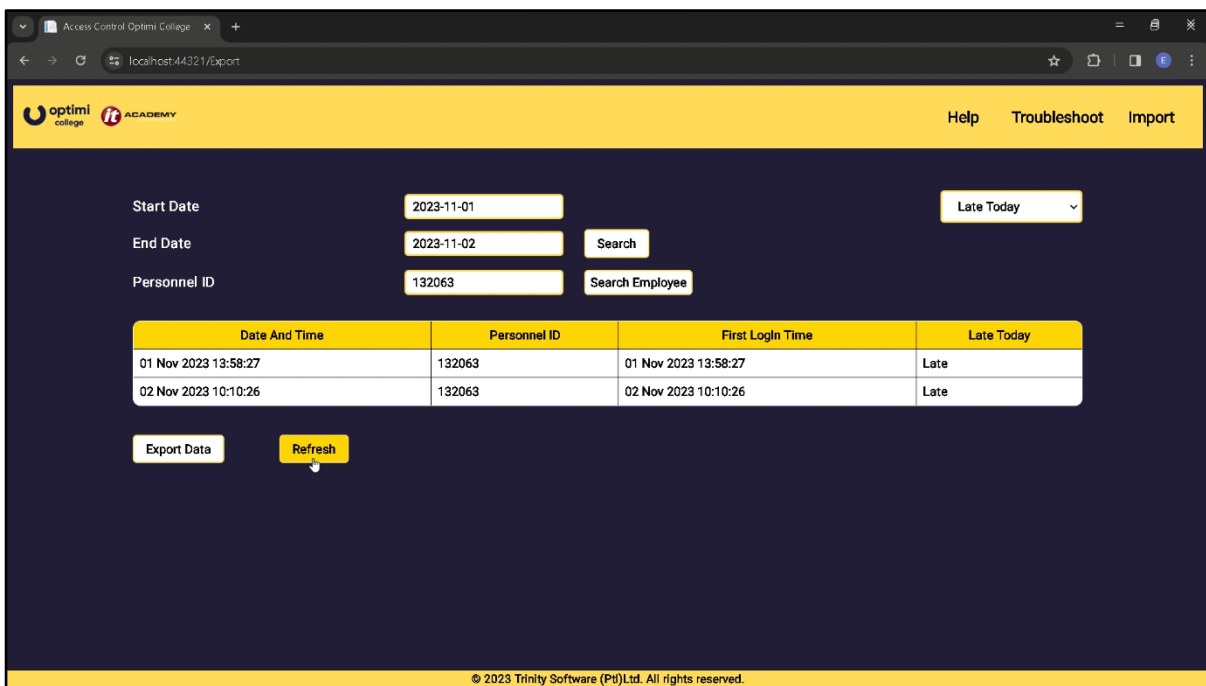 Access Control Optimi College
localhost:44321/Export
E
optimi
college
it ACADEMY
Help Troubleshoot Import
Start Date 2023-11-01 Late Today
End Date 2023-11-02 Search
Personnel ID 132063 Search Employee
Date And Time Personnel ID First LogIn Time Late Today
01 Nov 2023 13:58:27 132063 01 Nov 2023 13:58:27 Late
02 Nov 2023 10:10:26 132063 02 Nov 2023 10:10:26 Late
Export Data Refresh
© 2023 Trinity Software (Ptl)Ltd. All rights reserved.